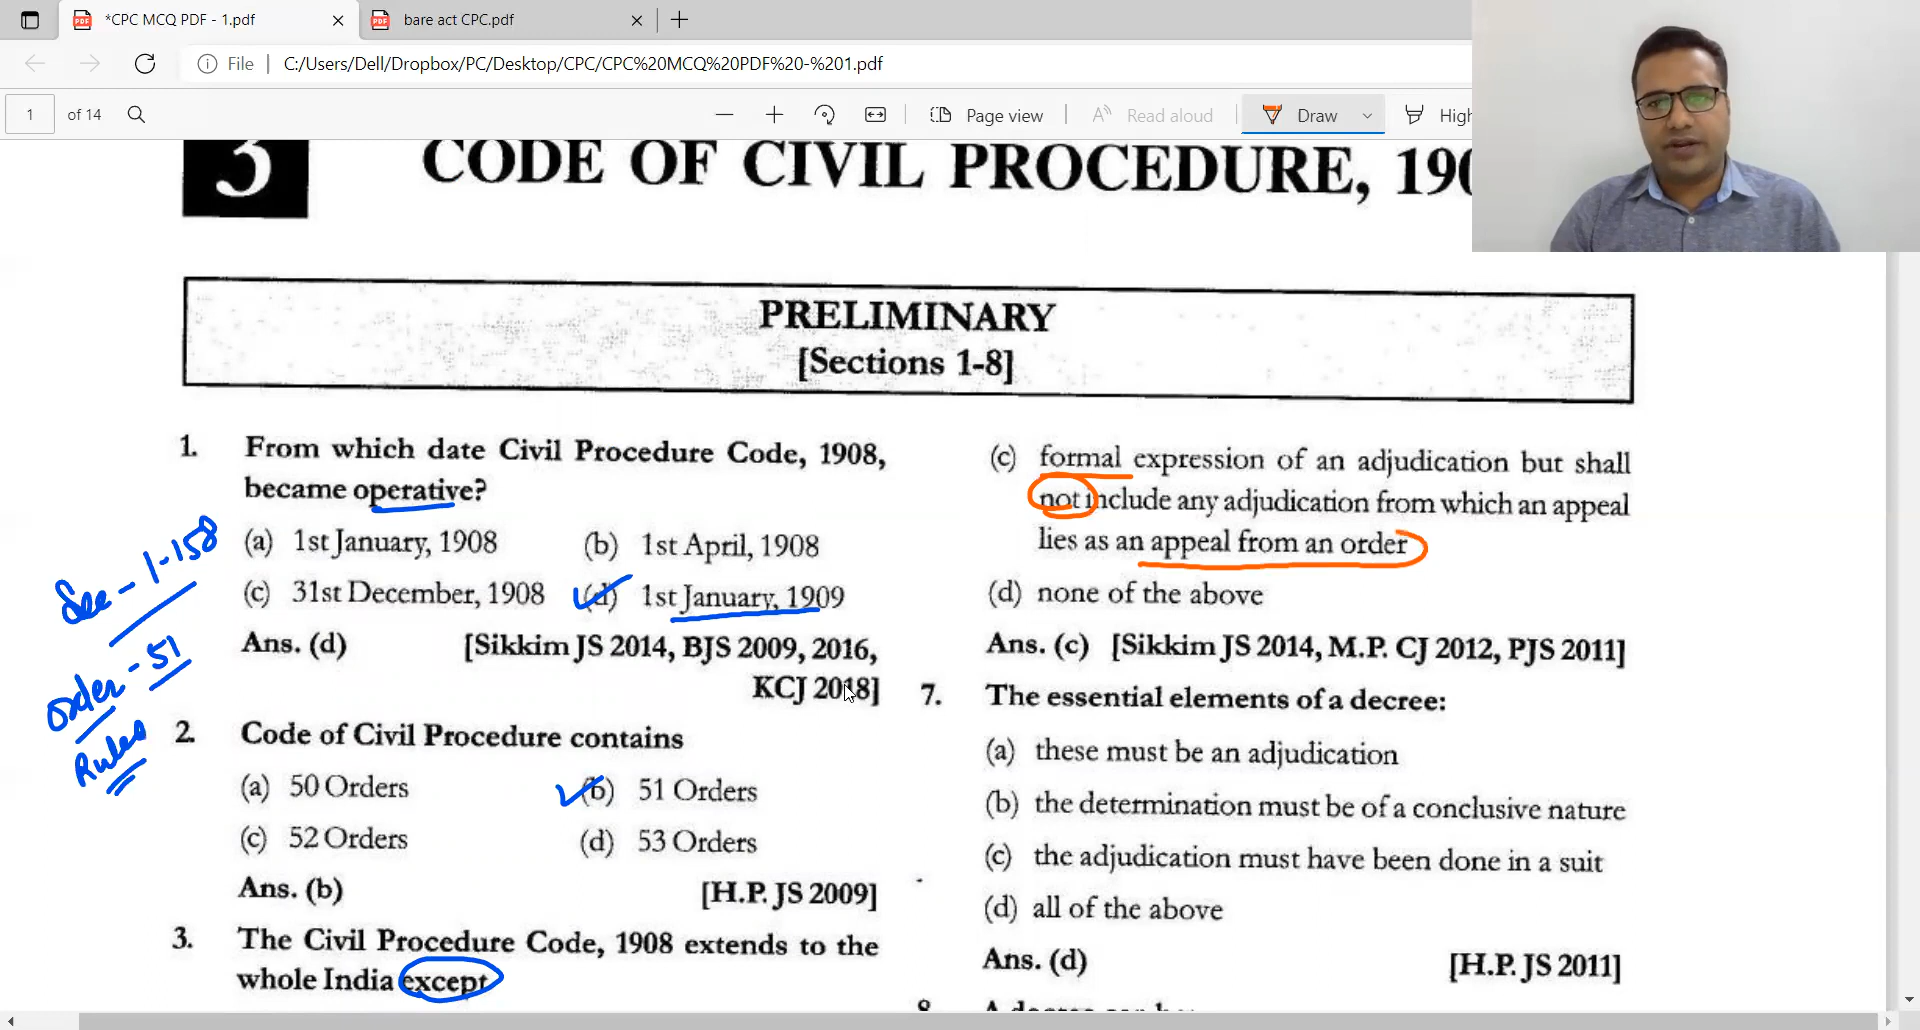 *CPC MCQ PDF - 1.pdf
bare act CPC.pdf
File
C:/Users/Dell/Dropbox/PC/Desktop/CPC/CPC%20MCQ%20PDF%20-%201.pdf
1 of 14
Page view
Read aloud
Draw
High
3
CODE OF CIVIL PROCEDURE, 190
PRELIMINARY
[Sections 1-8]
1. From which date Civil Procedure Code, 1908,
became operative?
(a) 1st January, 1908 (b) 1st April, 1908
(c) 31st December, 1908 (d) 1st January, 1909
Ans. (d) [Sikkim JS 2014, BJS 2009, 2016,
KCJ 2018]
Sec - 1-158
Order - 51
Rules
2. Code of Civil Procedure contains
(a) 50 Orders (b) 51 Orders
(c) 52 Orders (d) 53 Orders
Ans. (b) [H.P. JS 2009]
3. The Civil Procedure Code, 1908 extends to the
whole India except
(c) formal expression of an adjudication but shall
not include any adjudication from which an appeal
lies as an appeal from an order
(d) none of the above
Ans. (c) [Sikkim JS 2014, M.P. CJ 2012, PJS 2011]
7. The essential elements of a decree:
(a) these must be an adjudication
(b) the determination must be of a conclusive nature
(c) the adjudication must have been done in a suit
(d) all of the above
Ans. (d) [H.P. JS 2011]